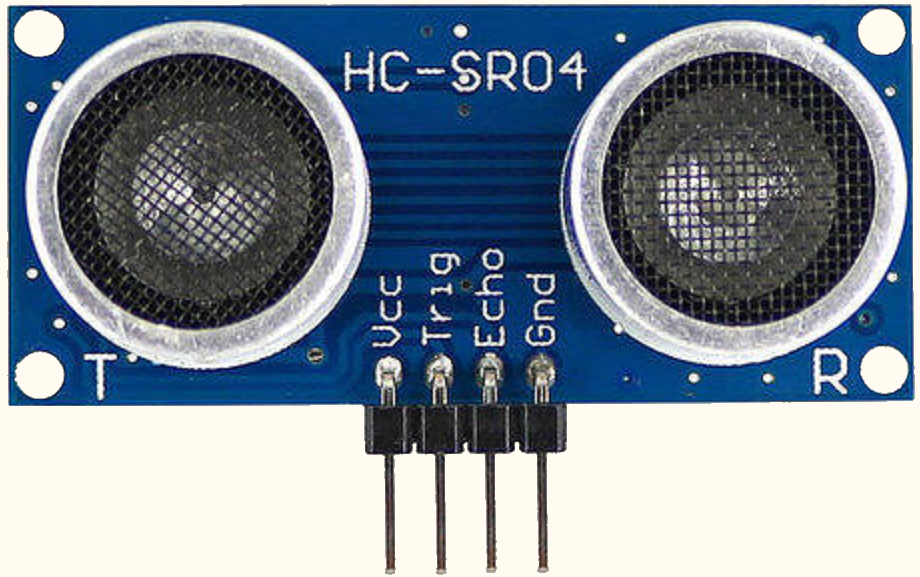 HC-SR04
Vcc
Trig
Echo
Gnd
T
R